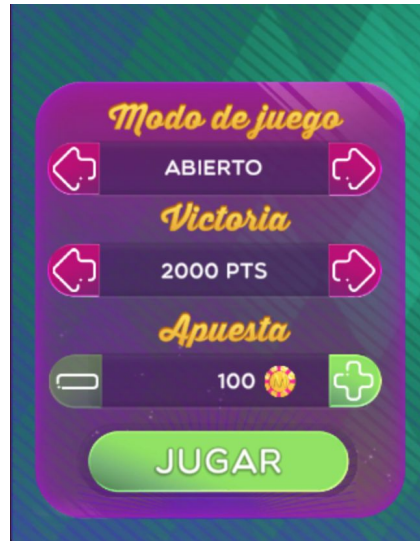 Modo de juego
ABIERTO
Victoria
2000 PTS
Apuesta
100
JUGAR